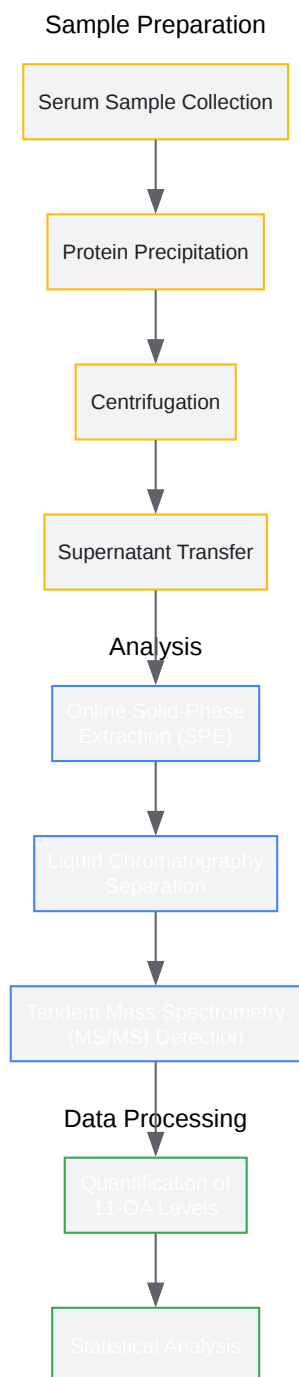 Sample Preparation
Serum Sample Collection
Protein Precipitation
Centrifugation
Supernatant Transfer
Analysis
Online Solid-Phase
Extraction (SPE)
Liquid Chromatography
Separation
Tandem Mass Spectrometry
(MS/MS) Detection
Data Processing
Quantification of
11-OA Levels
Statistical Analysis